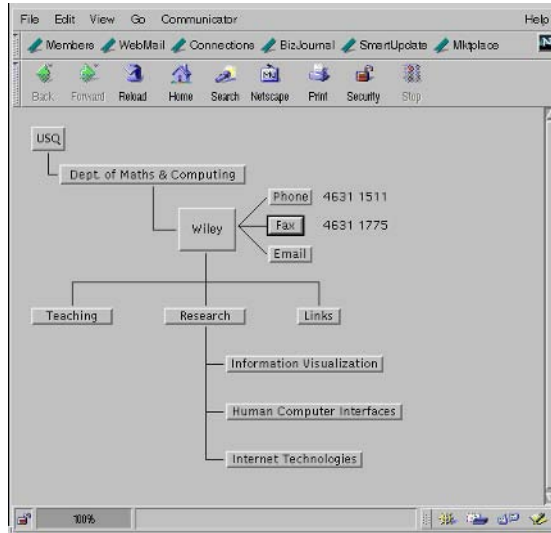 File Edit View Go Communicator Help
Members WebMail Connections BizJournal SmartUpdate Mktplace
Back Forward Reload Home Search Netscape Print Security Stop
USQ
Dept. of Maths & Computing
Phone 4631 1511
Wiley Fax 4631 1775
Email
Teaching Research Links
Information Visualization
Human Computer Interfaces
Internet Technologies
100%